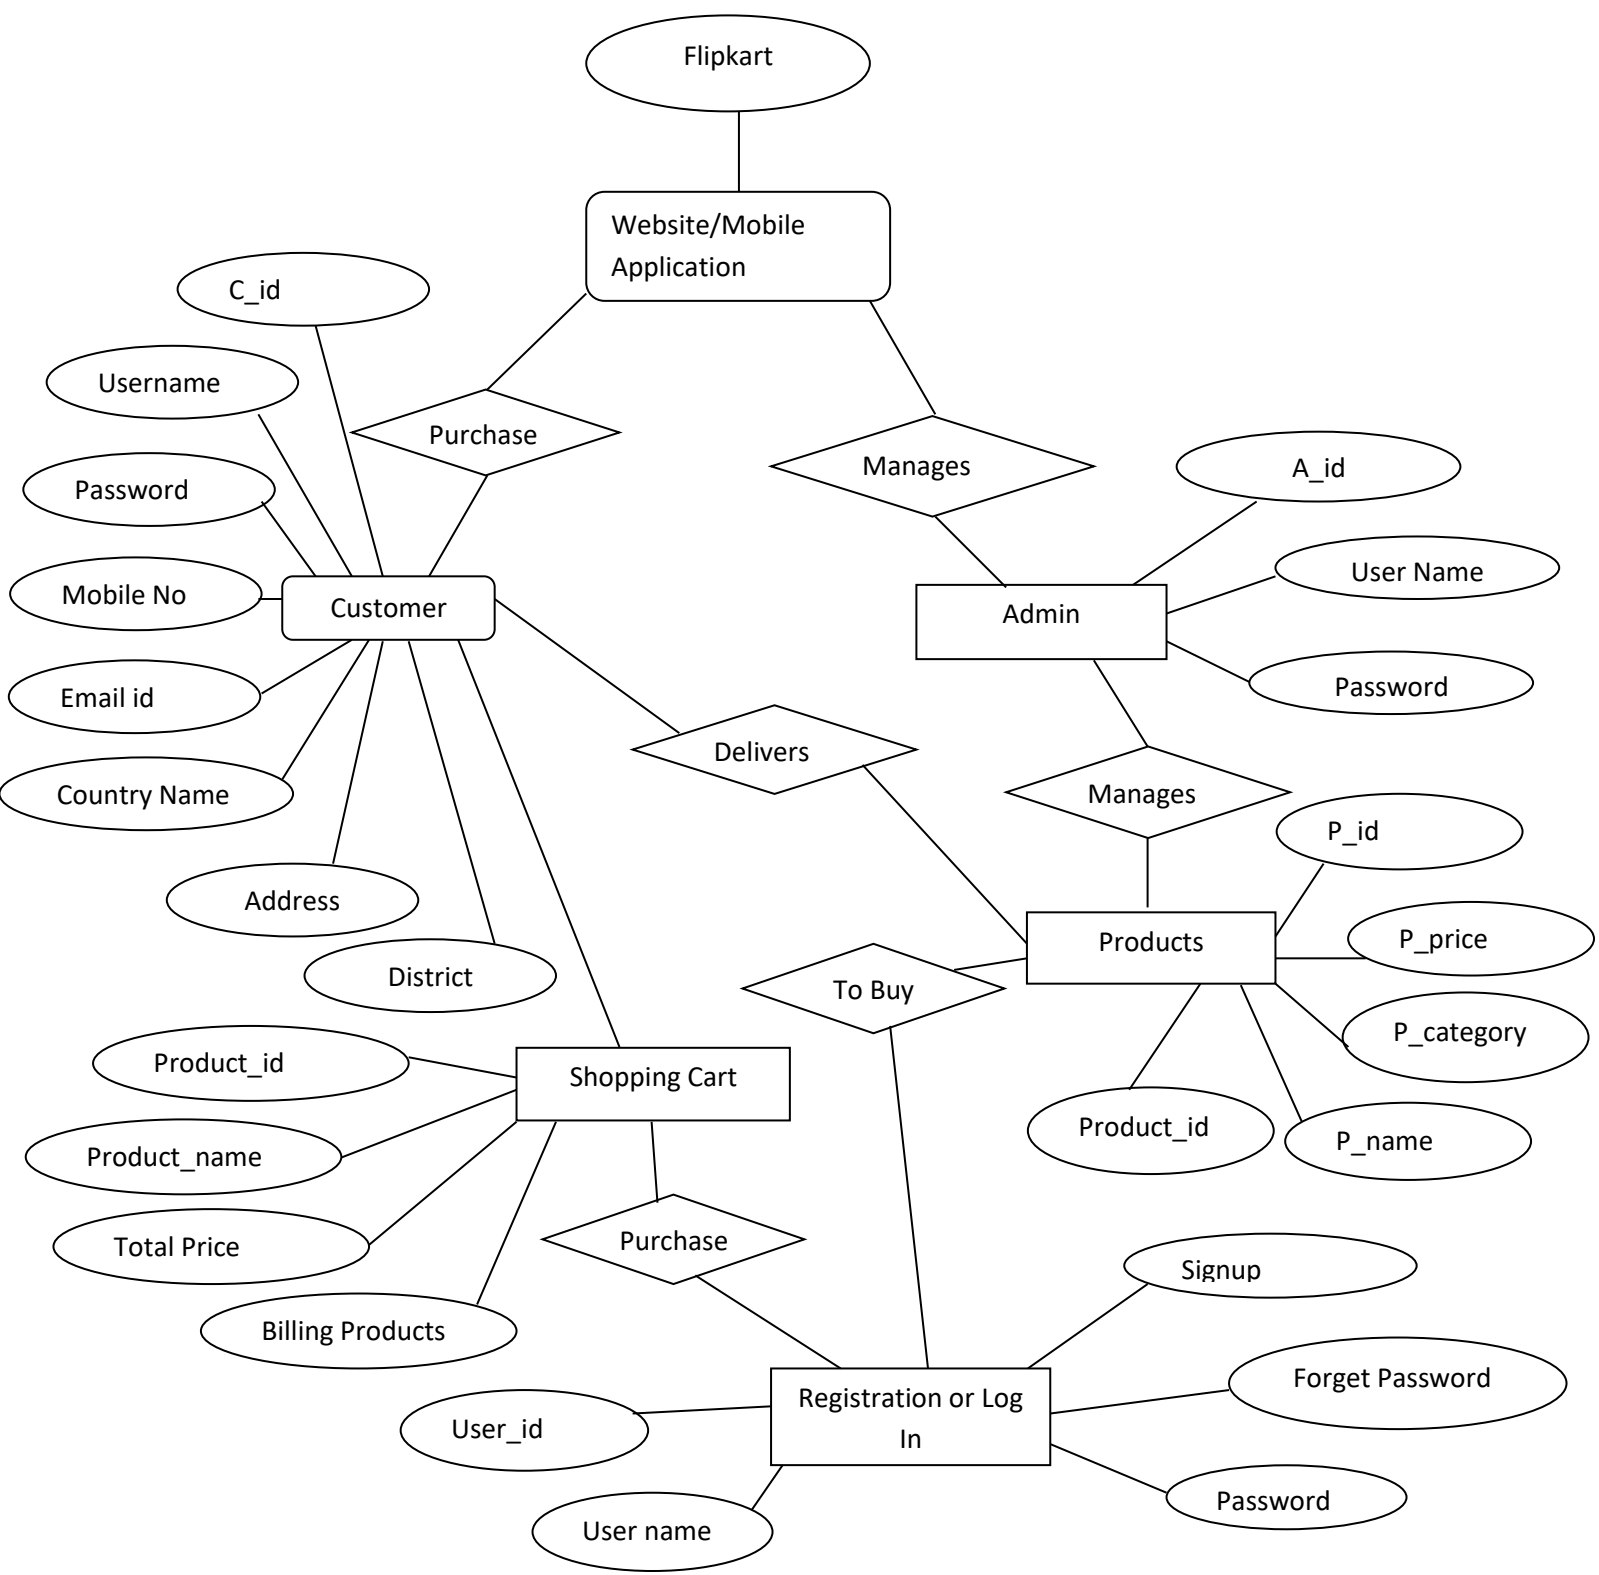 Flipkart
Website/Mobile
Application
C_id
Username
Purchase
Manages
A_id
Password
User Name
Mobile No
Customer
Admin
Email id
Password
Delivers
Country Name
Manages
P_id
Address
Products
P_price
District
To Buy
P_category
Product_id
Shopping Cart
Product_id
P_name
Product_name
Total Price
Purchase
Signup
Billing Products
Forget Password
Registration or Log
In
User_id
Password
User name